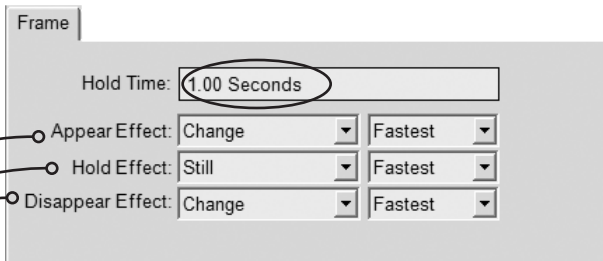 Frame
Hold Time: 1.00 Seconds
Appear Effect: Change Fastest
Hold Effect: Still Fastest
Disappear Effect: Change Fastest